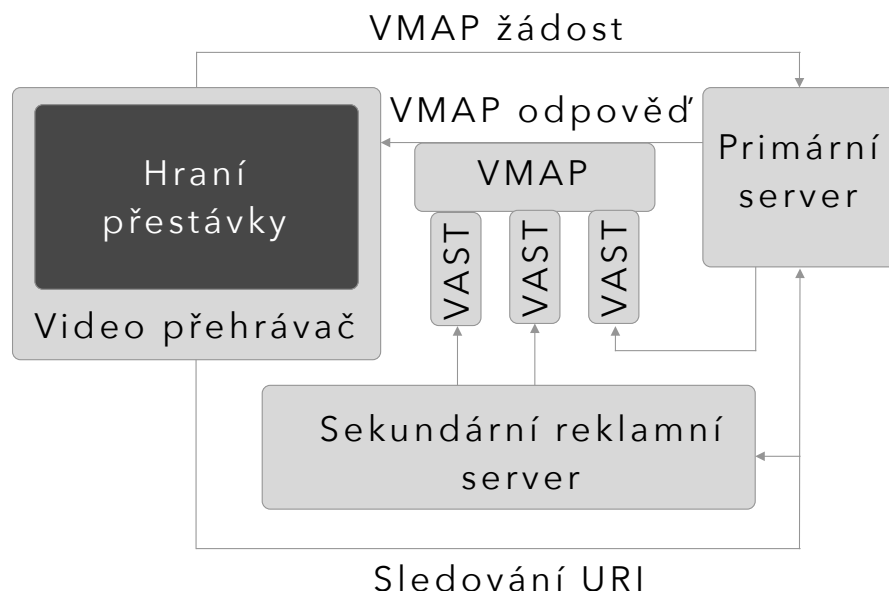 VMAP žádost
VMAP odpověď
Hraní
přestávky
Video přehrávač
VMAP
VAST
VAST
VAST
Primární
server
Sekundární reklamní
server
Sledování URI